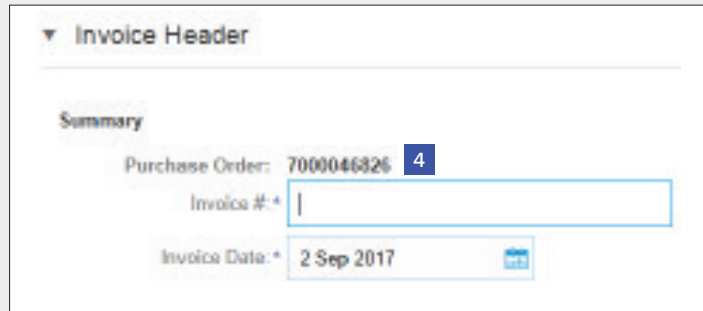 Invoice Header
Summary
Purchase Order: 7000046826 4
Invoice #:*
Invoice Date:* 2 Sep 2017